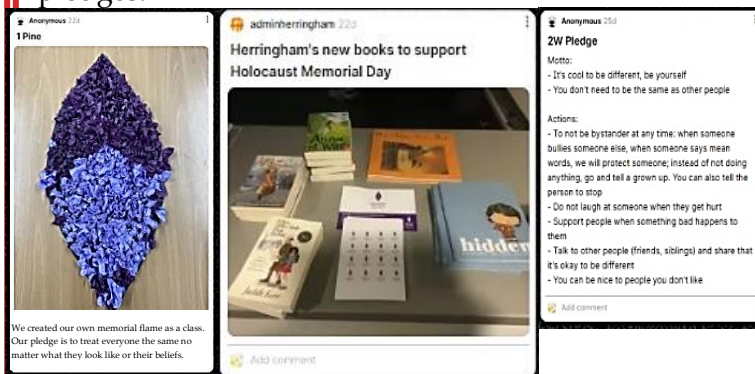 pledges.
Anonymous 22d
1 Pine
We created our own memorial flame as a class.
Our pledge is to treat everyone the same no
matter what they look like or their beliefs.
adminherringham 22d
Herringham's new books to support
Holocaust Memorial Day
Anna
Judith Kerr
hidden
Add comment
Anonymous 25d
2W Pledge
Motto:
- It's cool to be different, be yourself
- You don't need to be the same as other people
Actions:
- To not be bystander at any time: when someone
bullies someone else, when someone says mean
words, we will protect someone; instead of not doing
anything, go and tell a grown up. You can also tell the
person to stop
- Do not laugh at someone when they get hurt
- Support people when something bad happens to
them
- Talk to other people (friends, siblings) and share that
it's okay to be different
- You can be nice to people you don't like
Add comment